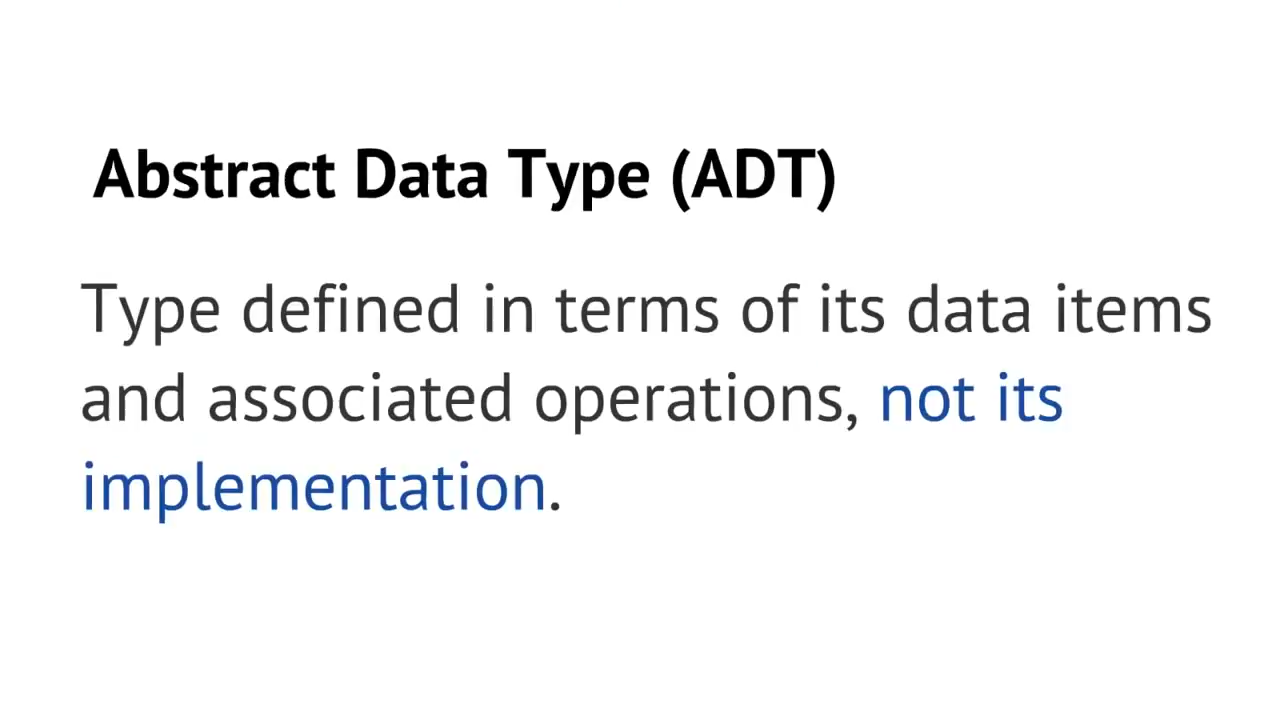 Abstract Data Type (ADT)
Type defined in terms of its data items
and associated operations, not its
implementation.